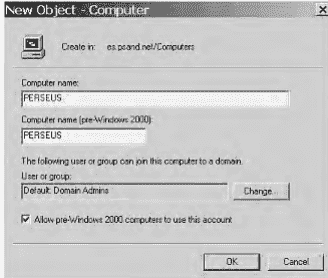 New Object - Computer
Create in: es.psand.net/Computers
Computer name:
PERSEUS
Computer name (pre-Windows 2000):
PERSEUS
The following user or group can join this computer to a domain.
User or group:
Default: Domain Admins
Change...
Allow pre-Windows 2000 computers to use this account
OK
Cancel